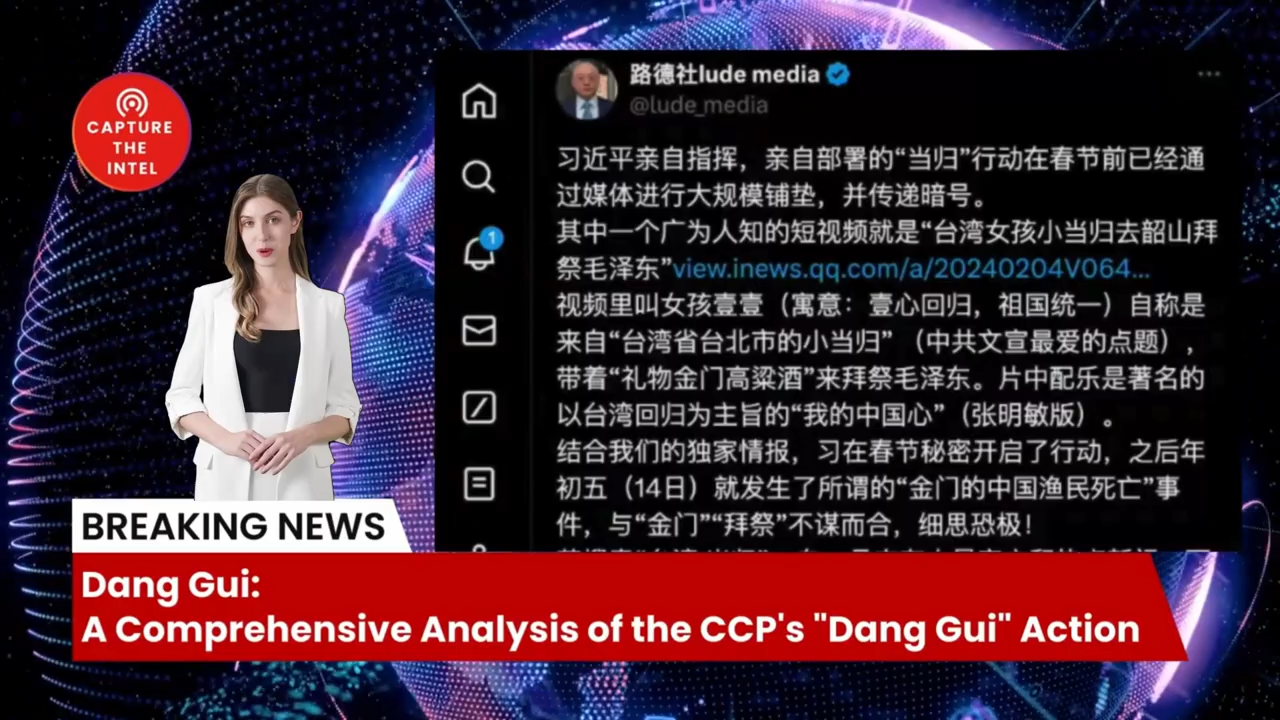 CAPTURE
THE
INTEL
路德社lude media
@lude_media
习近平亲自指挥，亲自部署的“当归”行动在春节前已经通
过媒体进行大规模铺垫，并传递暗号。
其中一个广为人知的短视频就是“台湾女孩小当归去韶山拜
祭毛泽东”view.inews.qq.com/a/20240204V064...
视频里叫女孩壹壹（寓意：壹心回归，祖国统一）自称是
来自“台湾省台北市的小当归”（中共文宣最爱的点题），
带着“礼物金门高粱酒”来拜祭毛泽东。片中配乐是著名的
以台湾回归为主旨的“我的中国心”（张明敏版）。
结合我们的独家情报，习在春节秘密开启了行动，之后年
初五（14日）就发生了所谓的“金门的中国渔民死亡”事
件，与“金门”“拜祭”不谋而合，细思恐极！
1
BREAKING NEWS
Dang Gui:
A Comprehensive Analysis of the CCP's "Dang Gui" Action